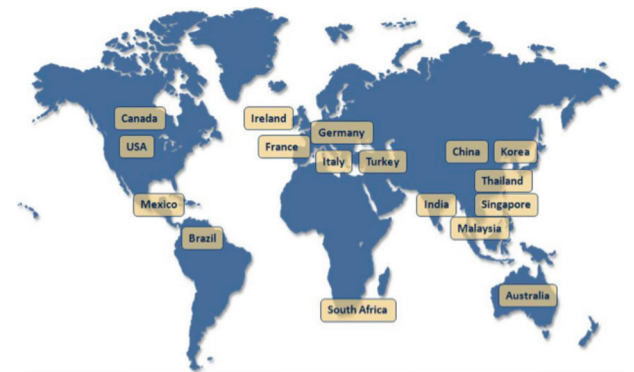 Canada
Ireland
Germany
USA
France
China
Korea
Italy
Turkey
Thailand
Mexico
India
Singapore
Malaysia
Brazil
Australia
South Africa